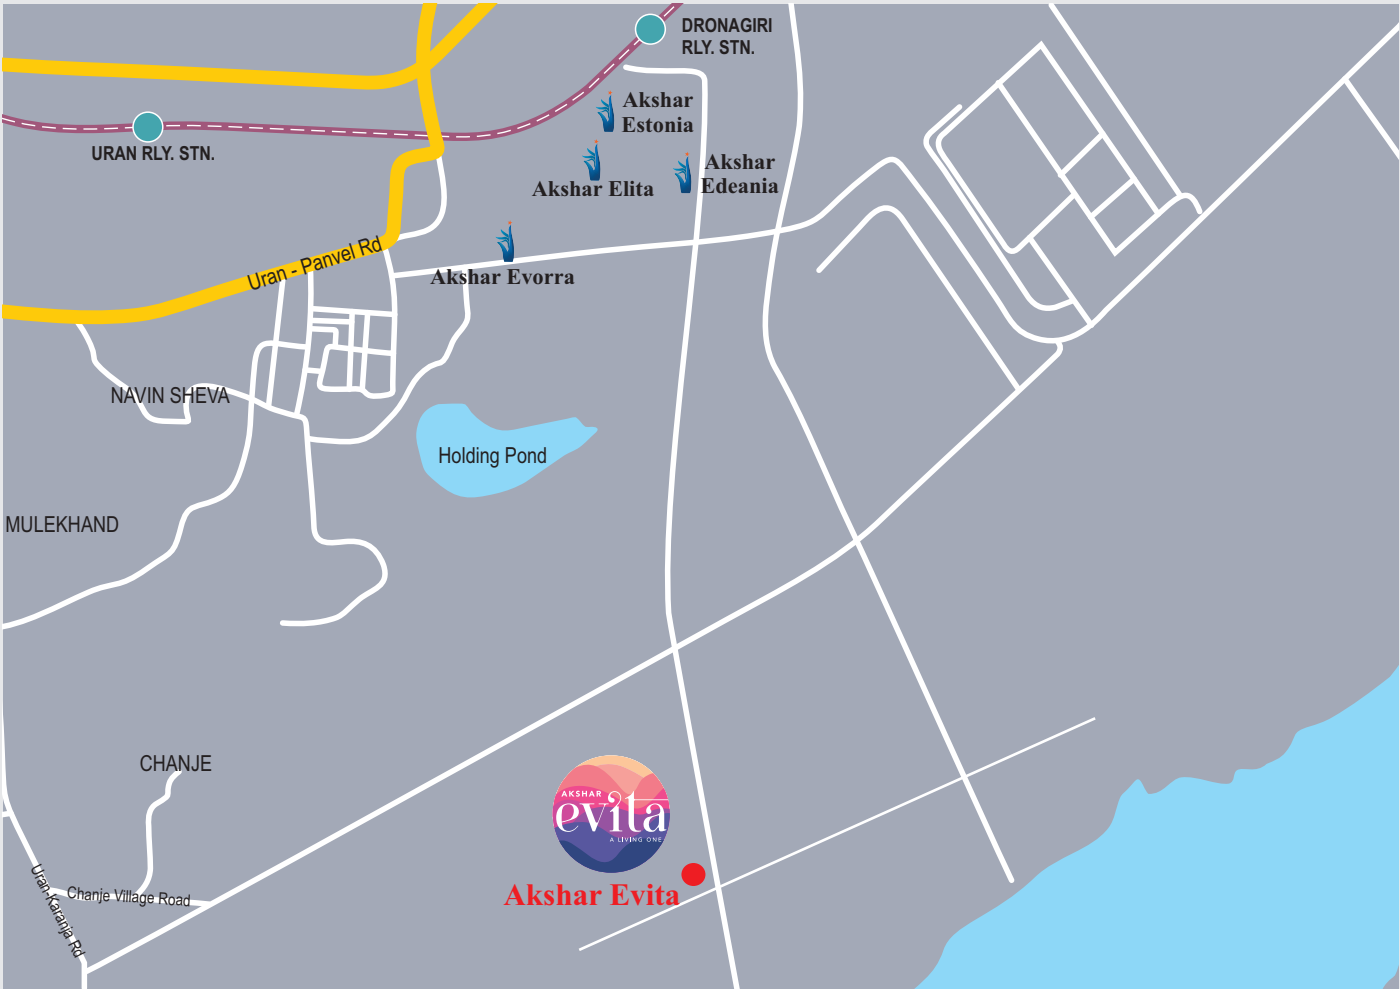 DRONAGIRI
RLY. STN.
Akshar
Estonia
URAN RLY. STN.
Akshar
Edeania
Akshar Elita
Uran - Panvel Rd
Akshar Evorra
NAVIN SHEVA
Holding Pond
MULEKHAND
CHANJE
AKSHAR
evita
A LIVING ONE
Akshar Evita
Chanje Village Road
Uran-Karanja Rd